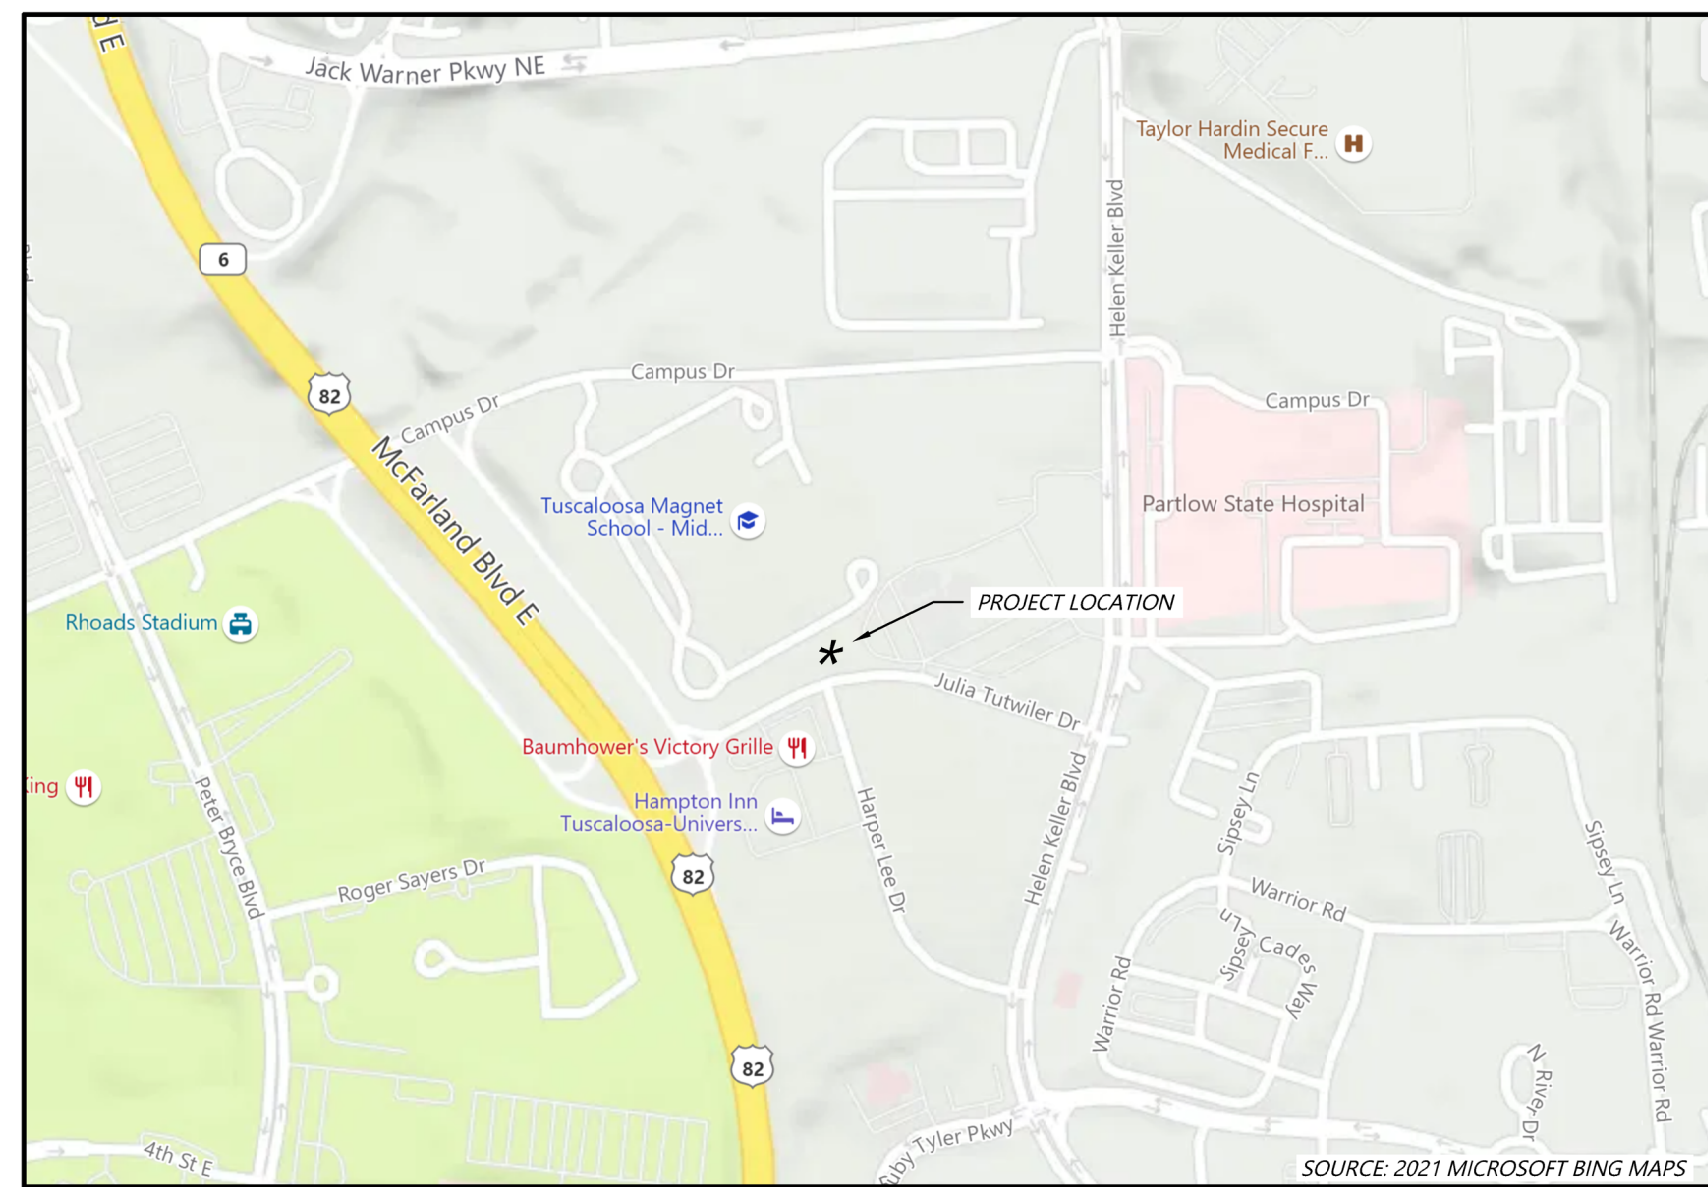 d E
Jack Warner Pkwy NE
Taylor Hardin Secure
Medical F...
H
Helen Keller Blvd
6
82
Campus Dr
Campus Dr
Campus Dr
McFarland Blvd E
Tuscaloosa Magnet
School - Mid...
Partlow State Hospital
PROJECT LOCATION
*
Rhoads Stadium
Julia Tutwiler Dr
Baumhower's Victory Grille
ing
Hampton Inn
Tuscaloosa-Univers...
Peter Bryce Blvd
Harper Lee Dr
Helen Keller Blvd
Sipsey Ln
Sipsey Ln
82
Roger Sayers Dr
Warrior Rd
Sipsey Ln
Cades Way
Warrior Rd
Warrior Rd
Warrior Rd
82
N River Dr
uby Tyler Pkwy
4th St E
SOURCE: 2021 MICROSOFT BING MAPS